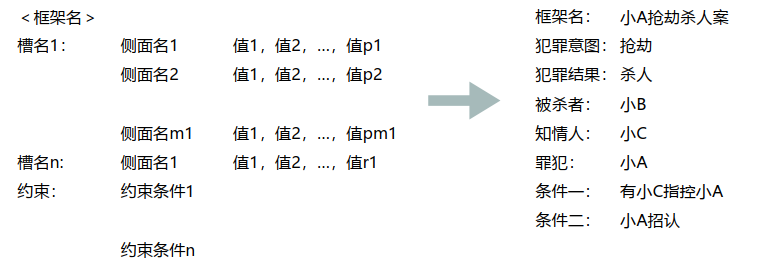 ＜框架名＞
槽名1： 侧面名1 值1，值2，...，值p1
侧面名2 值1，值2，...，值p2
侧面名m1 值1，值2，...，值pm1
槽名n: 侧面名1 值1，值2，...，值r1
约束： 约束条件1
约束条件n
框架名： 小A抢劫杀人案
犯罪意图：抢劫
犯罪结果：杀人
被杀者： 小B
知情人： 小C
罪犯： 小A
条件一： 有小C指控小A
条件二： 小A招认